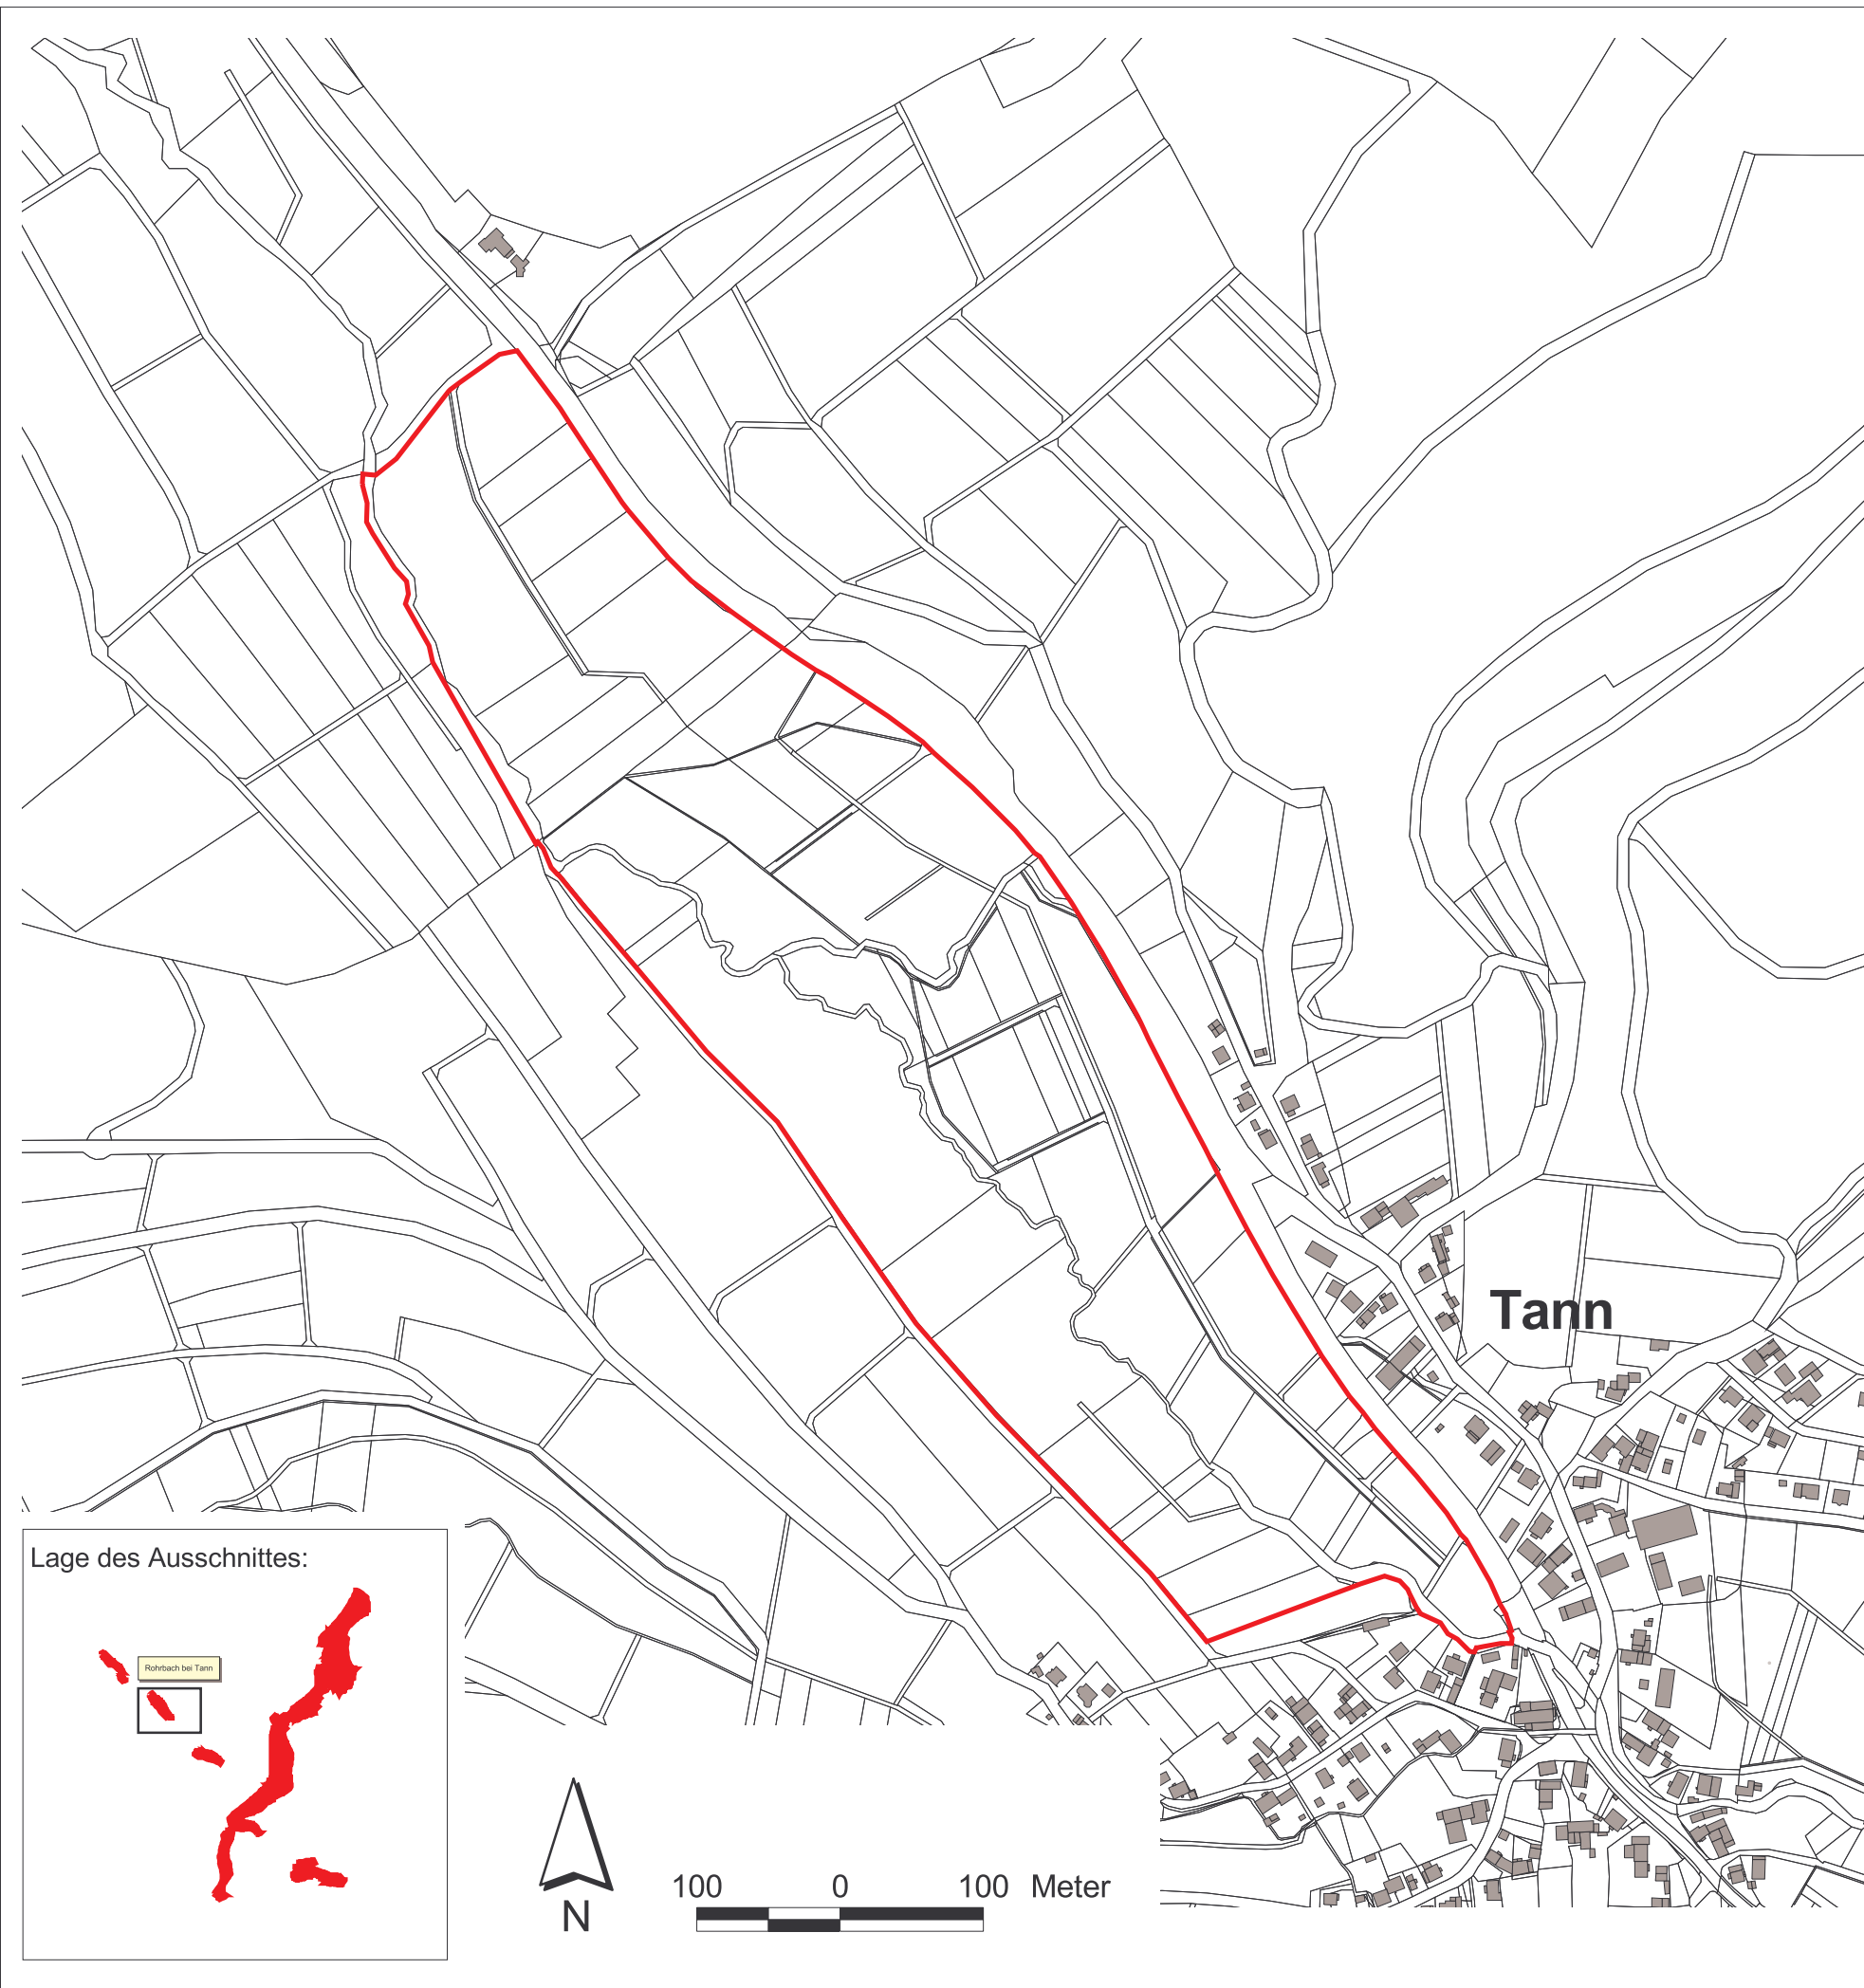 Tann
Lage des Ausschnittes:
Rohrbach bei Tann
100 0 100 Meter
N